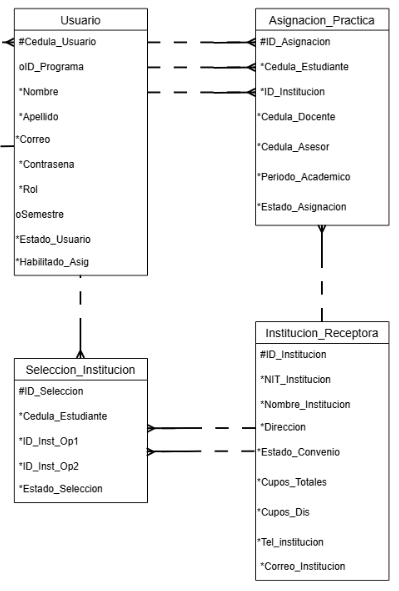 Usuario
#Cedula_Usuario
oID_Programa
*Nombre
*Apellido
*Correo
*Contrasena
*Rol
oSemestre
*Estado_Usuario
*Habilitado_Asig
Asignacion_Practica
#ID_Asignacion
*Cedula_Estudiante
*ID_Institucion
*Cedula_Docente
*Cedula_Asesor
*Periodo_Academico
*Estado_Asignacion
Seleccion_Institucion
#ID_Seleccion
*Cedula_Estudiante
*ID_Inst_Op1
*ID_Inst_Op2
*Estado_Seleccion
Institucion_Receptora
#ID_Institucion
*NIT_Institucion
*Nombre_Institucion
*Direccion
*Estado_Convenio
*Cupos_Totales
*Cupos_Dis
*Tel_institucion
*Correo_Institucion